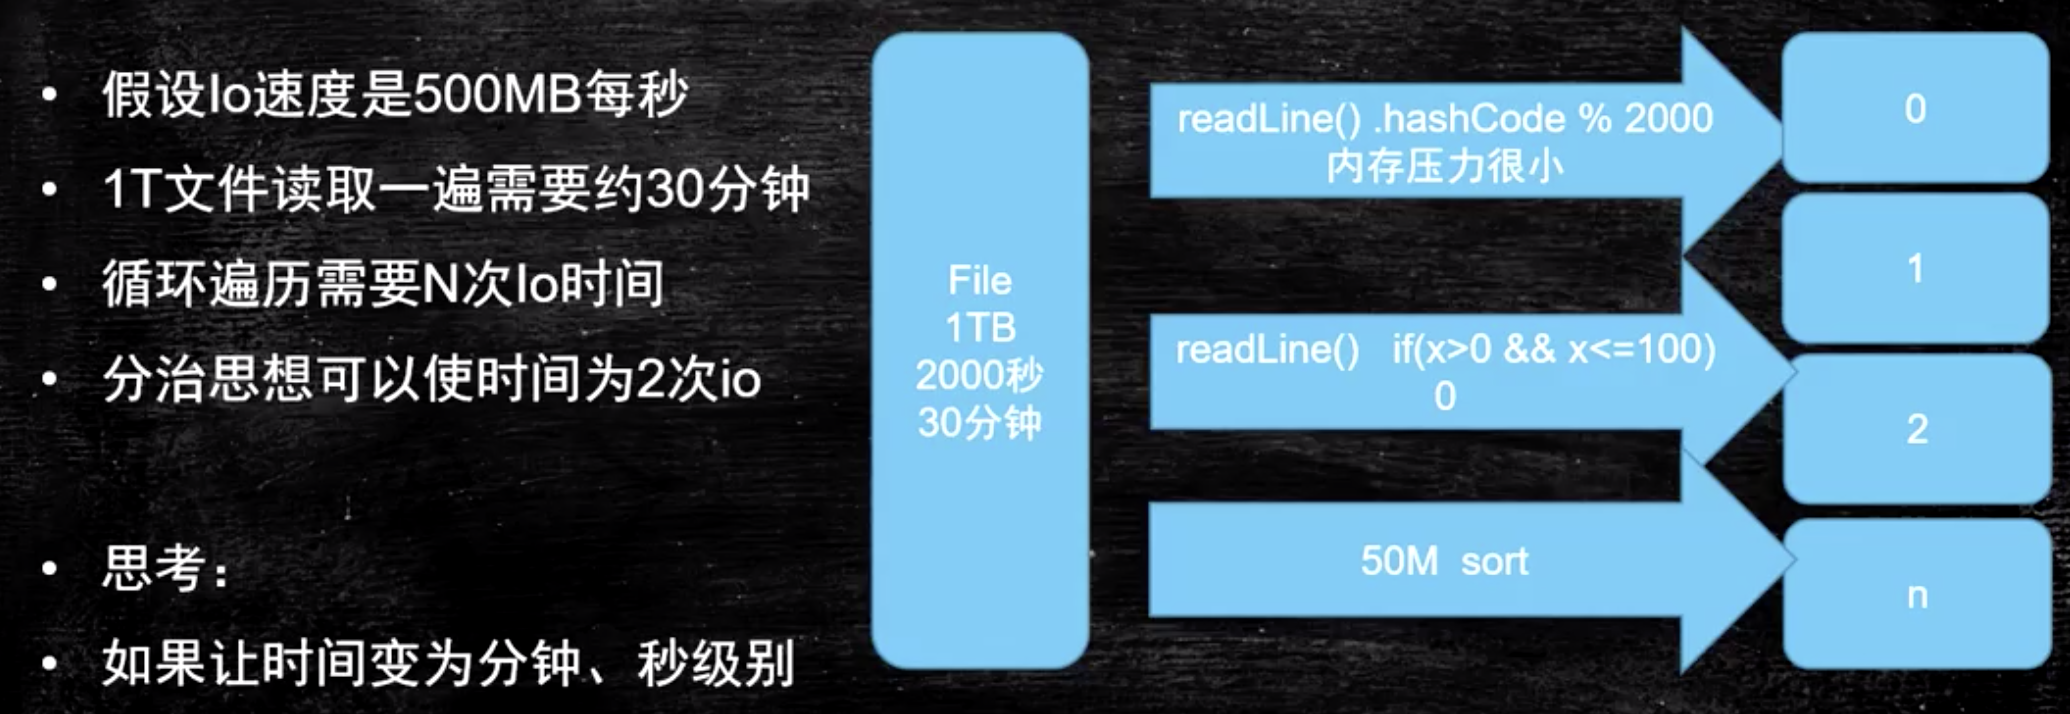 • 假设Io速度是500MB每秒
• 1T文件读取一遍需要约30分钟
• 循环遍历需要N次Io时间
• 分治思想可以使时间为2次io
• 思考：
• 如果让时间变为分钟、秒级别
File
1TB
2000秒
30分钟
readLine() .hashCode % 2000
内存压力很小
readLine() if(x>0 && x<=100)
0
50M sort
0
1
2
n